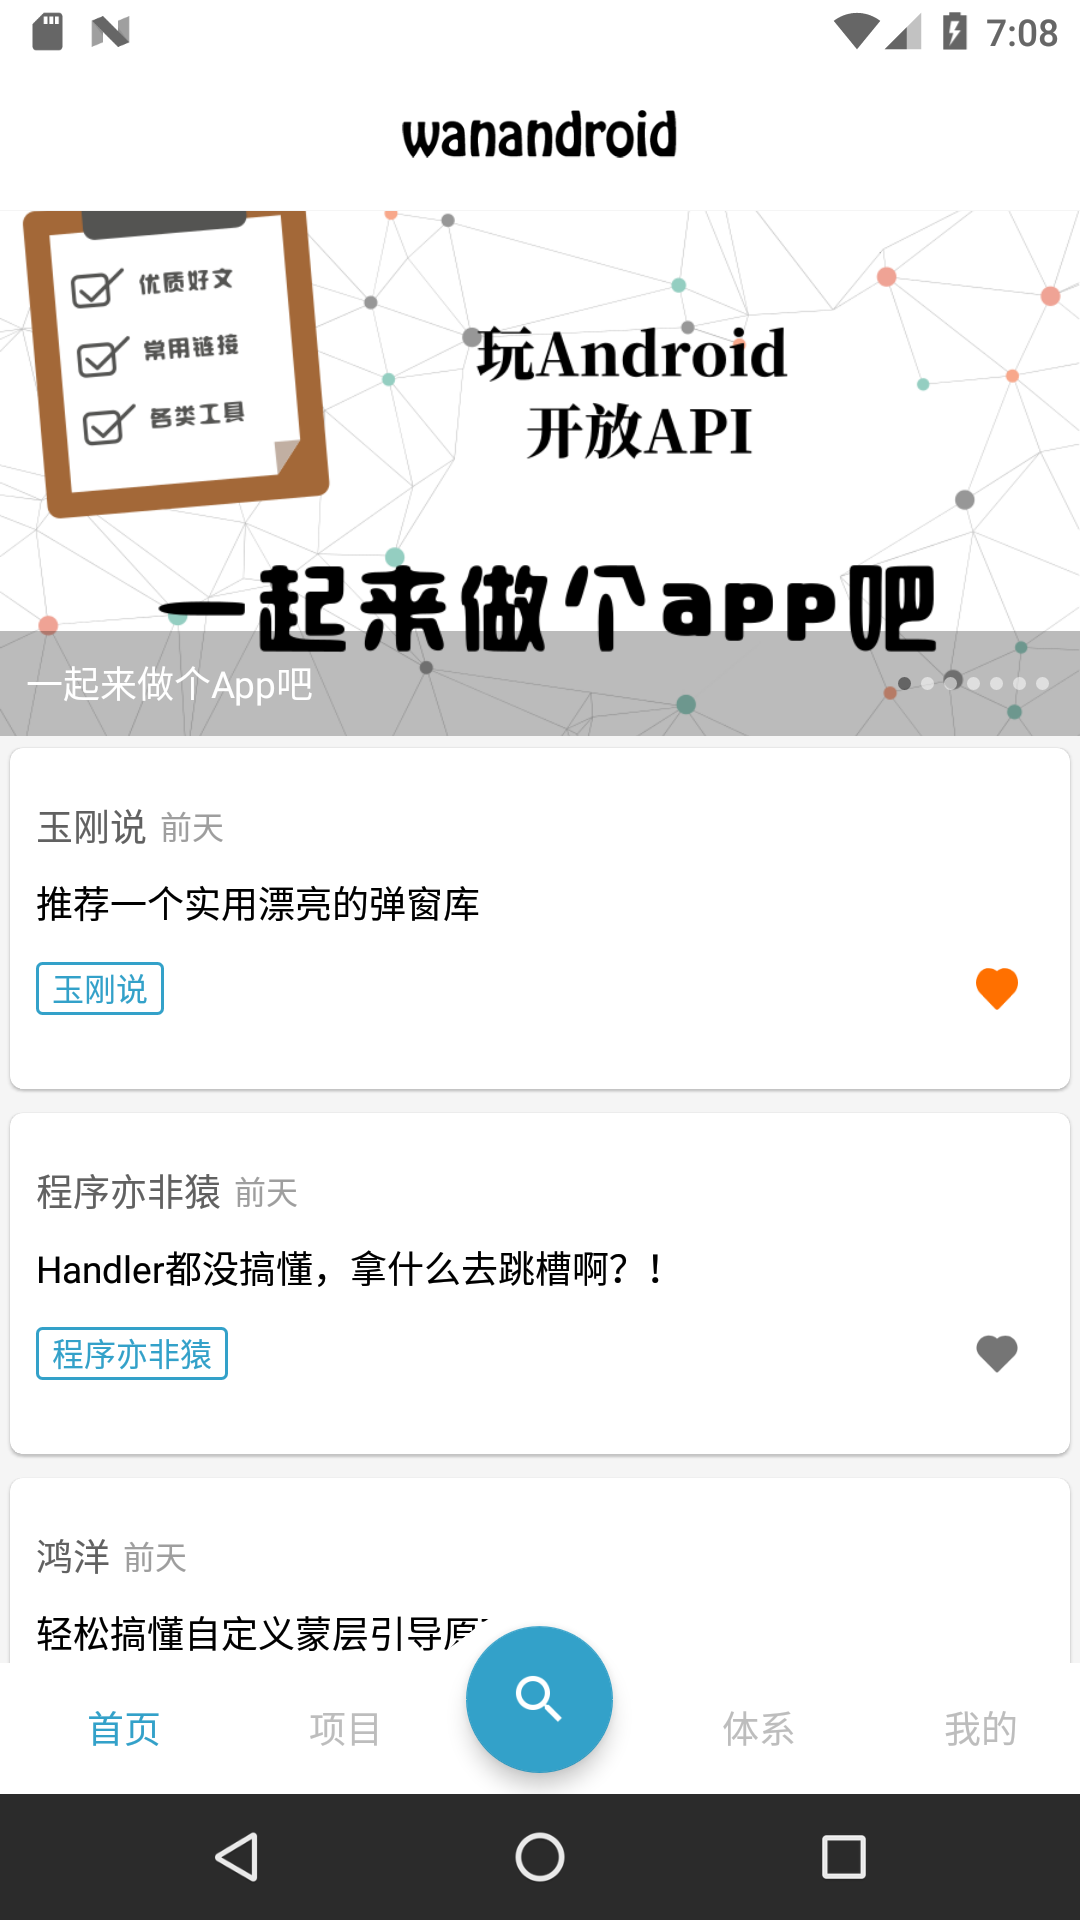 7:08
wanandroid
优质好文
常用链接
各类工具
玩Android
开放API
一起来做个app吧
一起来做个App吧
玉刚说 前天
推荐一个实用漂亮的弹窗库
玉刚说
程序亦非猿 前天
Handler都没搞懂，拿什么去跳槽啊？！
程序亦非猿
鸿洋 前天
轻松搞懂自定义蒙层引导
首页 项目 体系 我的